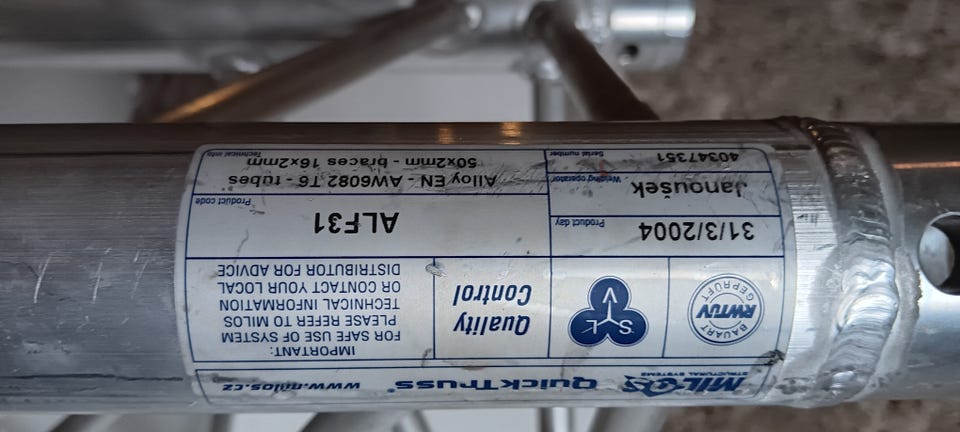 MILOS
STRUCTURAL SYSTEMS
QuickTruss®
www.milos.cz
BAUART
RWTÜV
GEPRÜFT
S L V
Quality
Control
IMPORTANT:
FOR SAFE USE OF SYSTEM
PLEASE REFER TO MILOS
TECHNICAL INFORMATION
OR CONTACT YOUR LOCAL
DISTRIBUTOR FOR ADVICE
31/3/2004
Product day
ALF31
Product code
Janoušek
Welding operator
Alloy EN - AW6082 T6 - tubes
50x2mm - braces 16x2mm
Technical info
40347351
Serial number